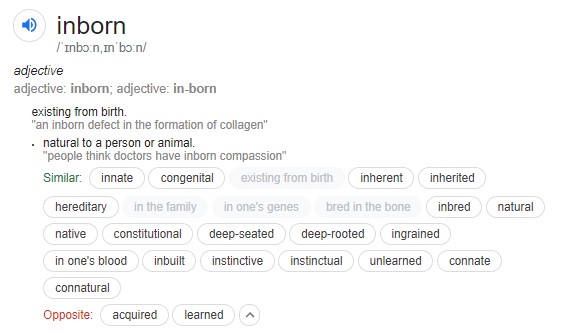 inborn
/ˈɪnbɔːn,ɪnˈbɔːn/
adjective
adjective: inborn; adjective: in-born
existing from birth.
"an inborn defect in the formation of collagen"
• natural to a person or animal.
"people think doctors have inborn compassion"
Similar: innate congenital existing from birth inherent inherited
hereditary in the family in one's genes bred in the bone inbred natural
native constitutional deep-seated deep-rooted ingrained
in one's blood inbuilt instinctive instinctual unlearned connate
connatural
Opposite: acquired learned